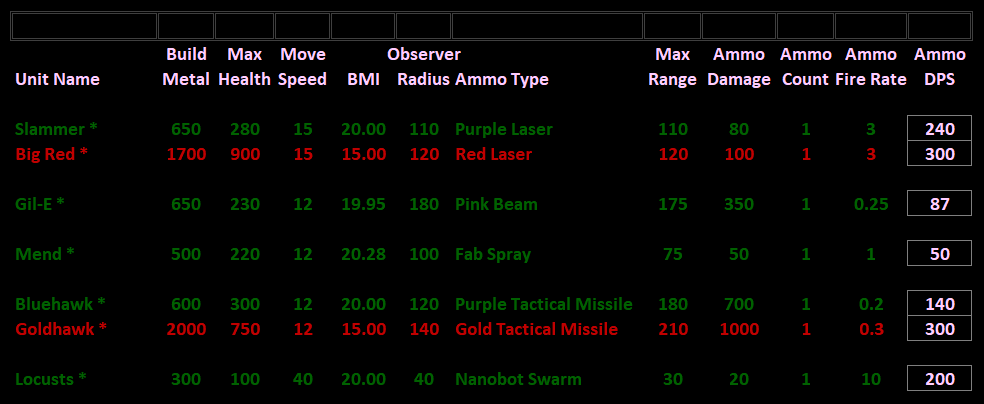 Build Max Move Observer Max Ammo Ammo Ammo Ammo
Unit Name Metal Health Speed BMI Radius Ammo Type Range Damage Count Fire Rate DPS
Slammer * 650 280 15 20.00 110 Purple Laser 110 80 1 3 240
Big Red * 1700 900 15 15.00 120 Red Laser 120 100 1 3 300
Gil-E * 650 230 12 19.95 180 Pink Beam 175 350 1 0.25 87
Mend * 500 220 12 20.28 100 Fab Spray 75 50 1 1 50
Bluehawk * 600 300 12 20.00 120 Purple Tactical Missile 180 700 1 0.2 140
Goldhawk * 2000 750 12 15.00 140 Gold Tactical Missile 210 1000 1 0.3 300
Locusts * 300 100 40 20.00 40 Nanobot Swarm 30 20 1 10 200